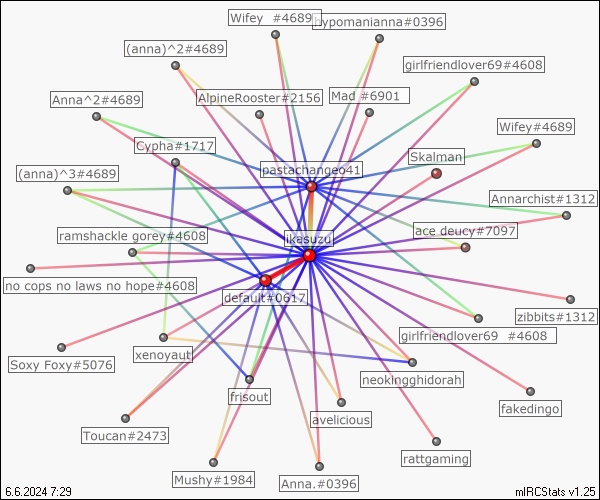 Wifey  #4689
hypomanianna#0396
(anna)^2#4689
girlfriendlover69#4608
Anna^2#4689
AlpineRooster#2156
Mad #6901
Wifey#4689
Cypha#1717
Skalman
pastachangeo41
(anna)^3#4689
Annarchist#1312
ramshackle gorey#4608
ikasuzu
ace deucy#7097
no cops no laws no hope#4608
default#0617
zibbits#1312
girlfriendlover69  #4608
xenoyaut
Soxy Foxy#5076
neokingghidorah
frisout
fakedingo
avelicious
Toucan#2473
rattgaming
Mushy#1984
Anna.#0396
6.6.2024 7:29
mIRCStats v1.25